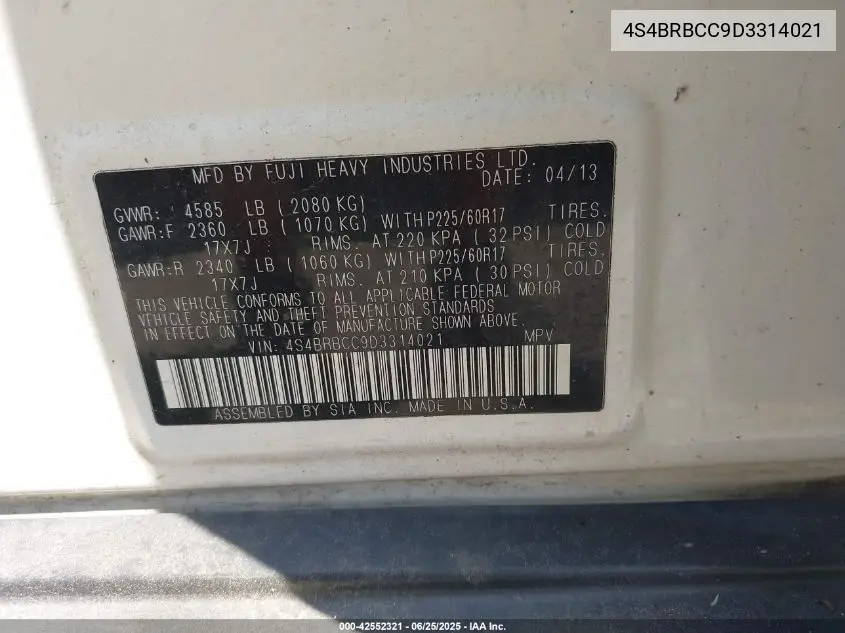 4S4BRBCC9D3314021
MFD BY FUJI HEAVY INDUSTRIES LTD.
DATE: 04/13
GVWR: 4585 LB (2080 KG)
GAWR:F 2360 LB (1070 KG) WITH P225/60R17 TIRES.
17X7J RIMS. AT 220 KPA (32 PSI) COLD
GAWR:R 2340 LB (1060 KG) WITH P225/60R17 TIRES.
17X7J RIMS. AT 210 KPA (30 PSI) COLD
THIS VEHICLE CONFORMS TO ALL APPLICABLE FEDERAL MOTOR
VEHICLE SAFETY AND THEFT PREVENTION STANDARDS
IN EFFECT ON THE DATE OF MANUFACTURE SHOWN ABOVE.
VIN: 4S4BRBCC9D3314021 MPV
ASSEMBLED BY SIA INC. MADE IN U.S.A.
000-42552321 - 06/25/2025 - IAA Inc.